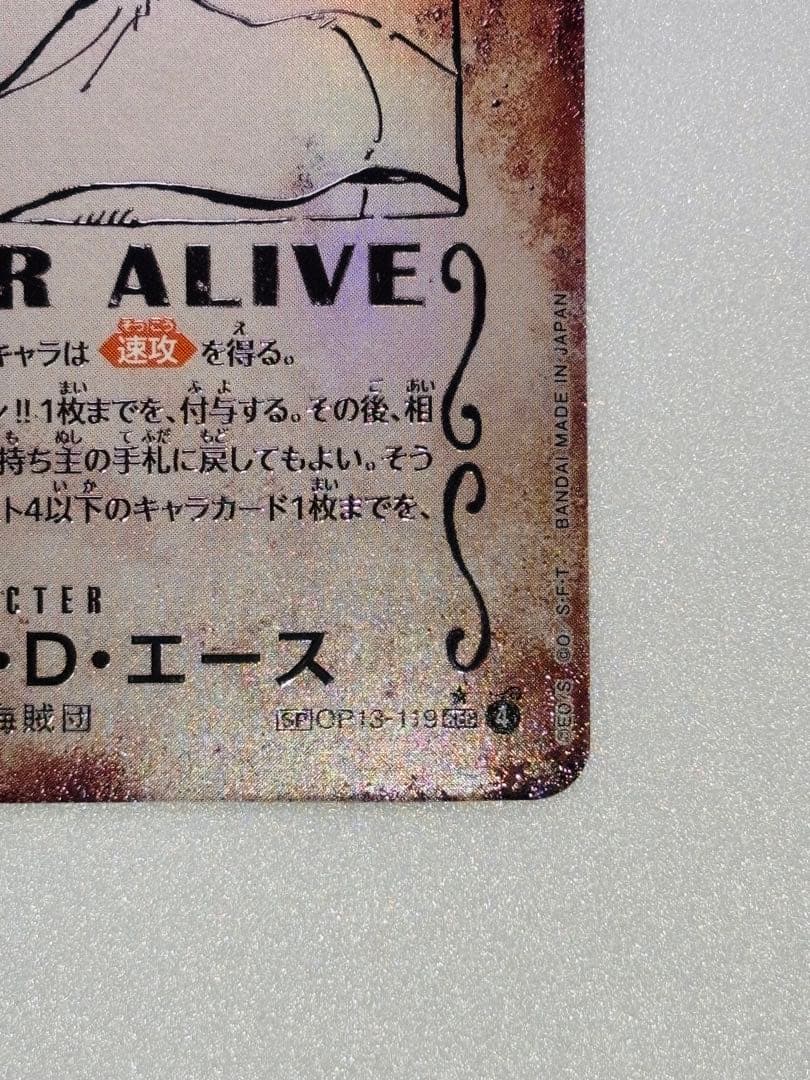 R ALIVE
キャラは 速攻 を得る。
ン!! 1枚までを、付与する。その後、相
持ち主の手札に戻してもよい。そう
ト4以下のキャラカード1枚までを、
CTER
・D・エース
海賊団
SP OP13-119 SEC 4
©E.O/S. ©O/S.・F・T. BANDAI MADE IN JAPAN